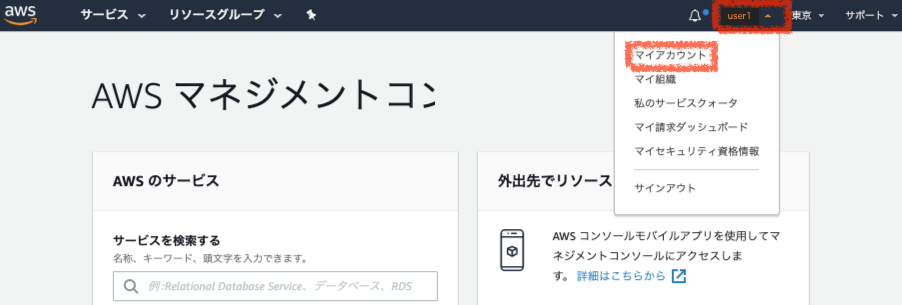 aws サービス リソースグループ user1 東京 サポート
マイアカウント
マイ組織
私のサービスクォータ
マイ請求ダッシュボード
マイセキュリティ資格情報
サインアウト
AWS マネジメントコン
AWS のサービス
サービスを検索する
名称、キーワード、頭文字を入力できます。
例 :Relational Database Service、データベース、RDS
外出先でリソース
AWS コンソールモバイルアプリを使用してマ
ネジメントコンソールにアクセスしま
す。 詳細はこちらから